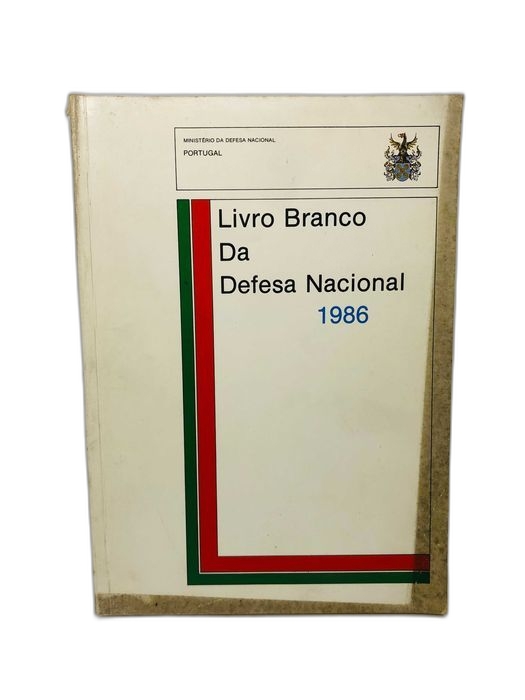 MINISTÉRIO DA DEFESA NACIONAL
PORTUGAL
Livro Branco
Da
Defesa Nacional
1986